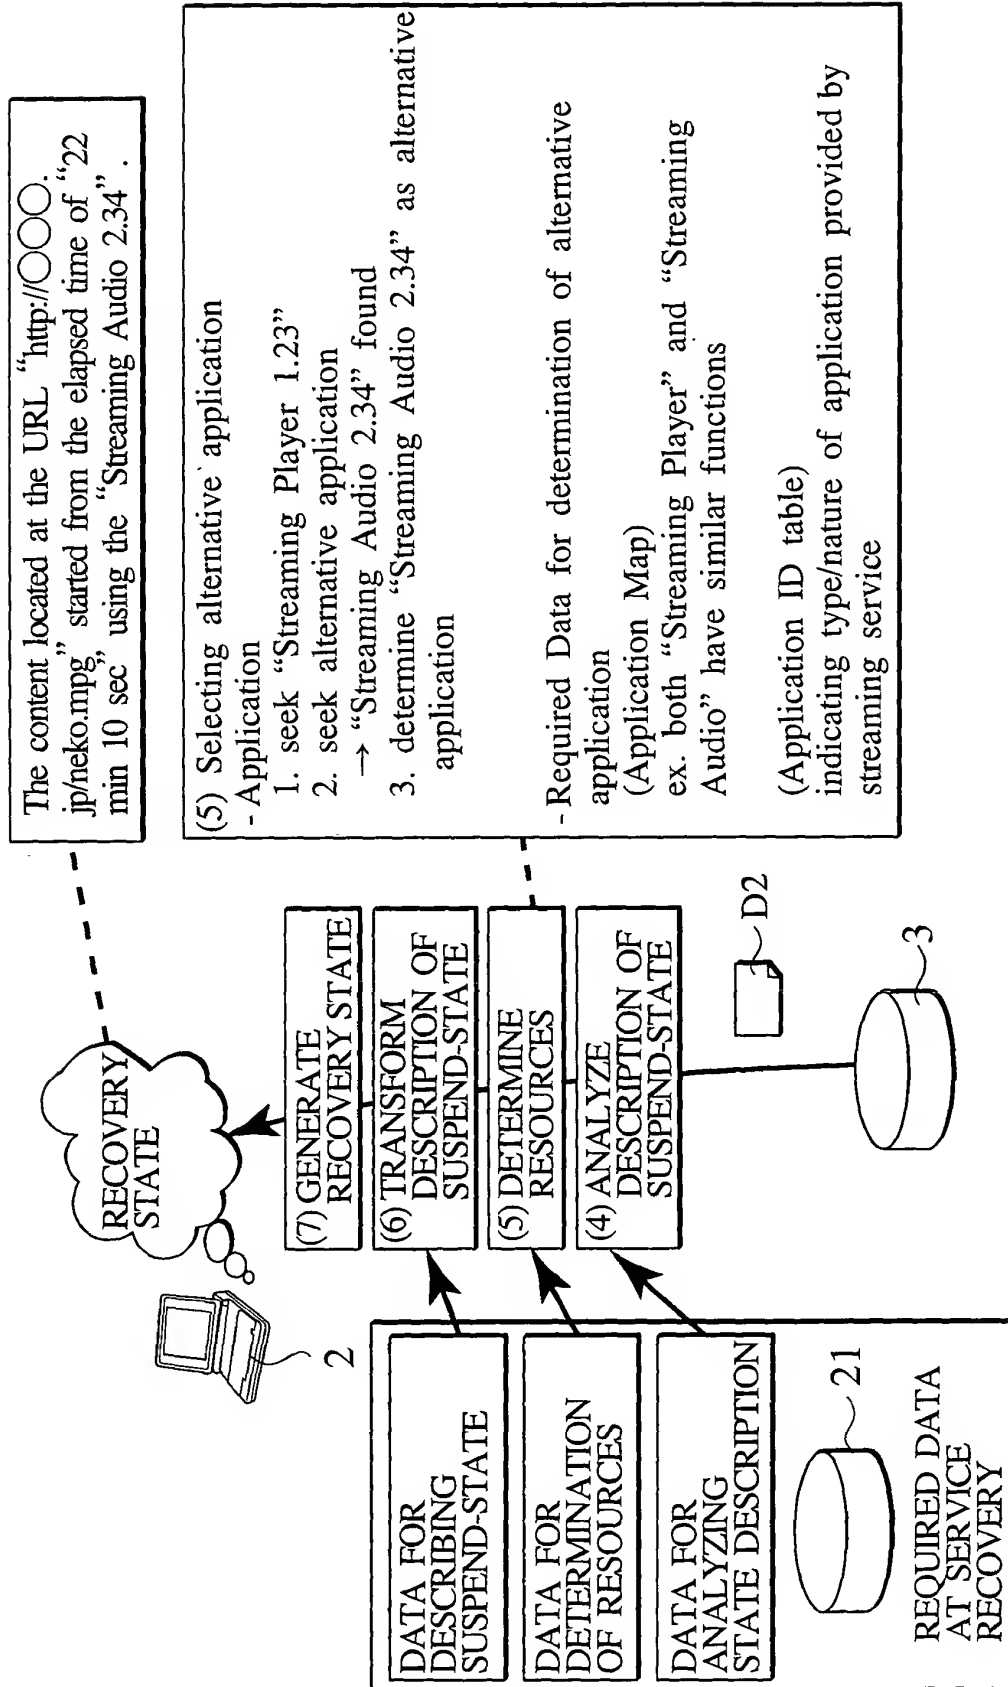 The content located at the URL “http://○○○.
jp/neko.mpg” started from the elapsed time of “22
min 10 sec” using the “Streaming Audio 2.34”.
(5) Selecting alternative application
- Application
1. seek “Streaming Player 1.23”
2. seek alternative application
→ “Streaming Audio 2.34” found
3. determine “Streaming Audio 2.34” as alternative
application
- Required Data for determination of alternative
application
(Application Map)
ex. both “Streaming Player” and “Streaming
Audio” have similar functions
(Application ID table)
indicating type/nature of application provided by
streaming service
RECOVERY
STATE
2
(7) GENERATE
RECOVERY STATE
(6) TRANSFORM
DESCRIPTION OF
SUSPEND-STATE
(5) DETERMINE
RESOURCES
(4) ANALYZE
DESCRIPTION OF
SUSPEND-STATE
D2
3
DATA FOR
DESCRIBING
SUSPEND-STATE
DATA FOR
DETERMINATION
OF RESOURCES
DATA FOR
ANALYZING
STATE DESCRIPTION
21
REQUIRED DATA
AT SERVICE
RECOVERY